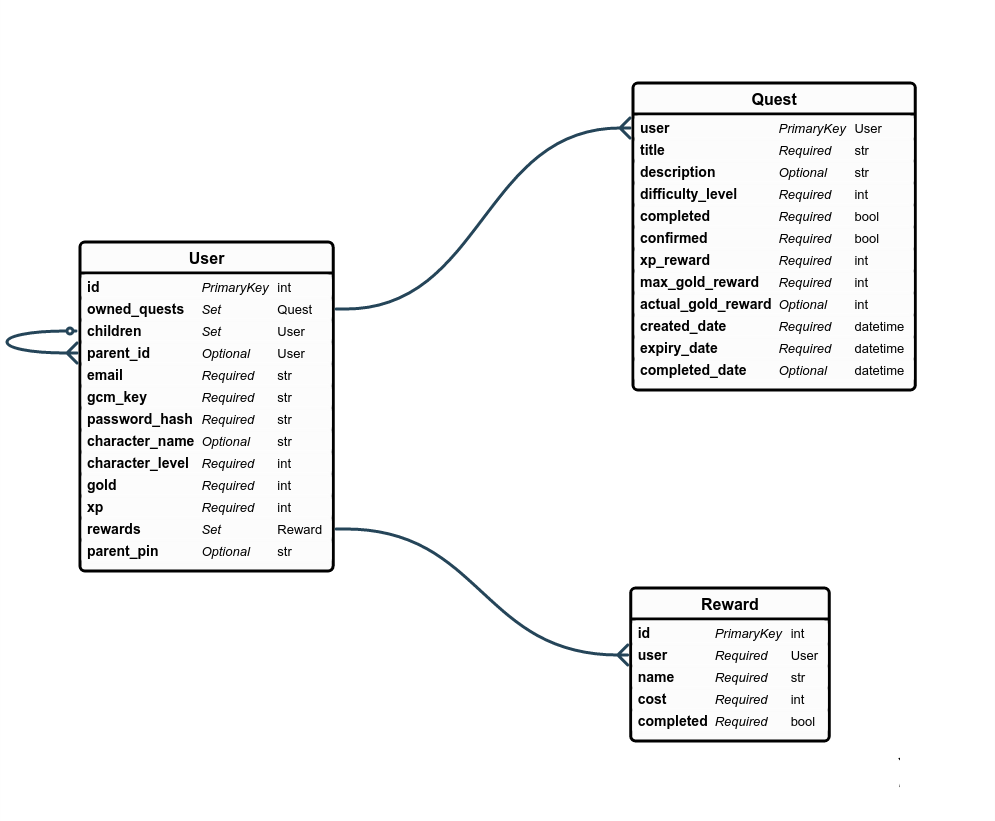 Quest
user PrimaryKey User
title Required str
description Optional str
difficulty_level Required int
completed Required bool
confirmed Required bool
xp_reward Required int
max_gold_reward Required int
actual_gold_reward Optional int
created_date Required datetime
expiry_date Required datetime
completed_date Optional datetime
User
id PrimaryKey int
owned_quests Set Quest
children Set User
parent_id Optional User
email Required str
gcm_key Required str
password_hash Required str
character_name Optional str
character_level Required int
gold Required int
xp Required int
rewards Set Reward
parent_pin Optional str
Reward
id PrimaryKey int
user Required User
name Required str
cost Required int
completed Required bool